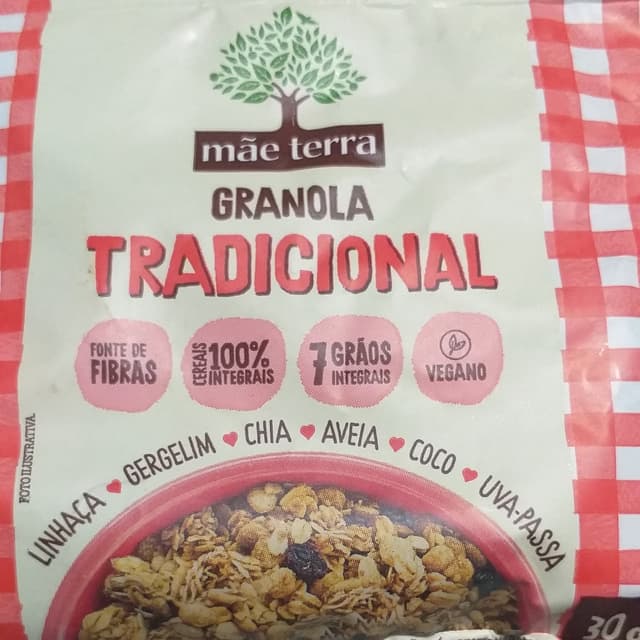 mãe terra
GRANOLA
TRADICIONAL
FONTE DE
FIBRAS
CEREAIS
100%
INTEGRAIS
7 GRÃOS
INTEGRAIS
VEGANO
LINHAÇA ♥ GERGELIM ♥ CHIA ♥ AVEIA ♥ COCO ♥ UVA-PASSA
FOTO ILUSTRATIVA
30